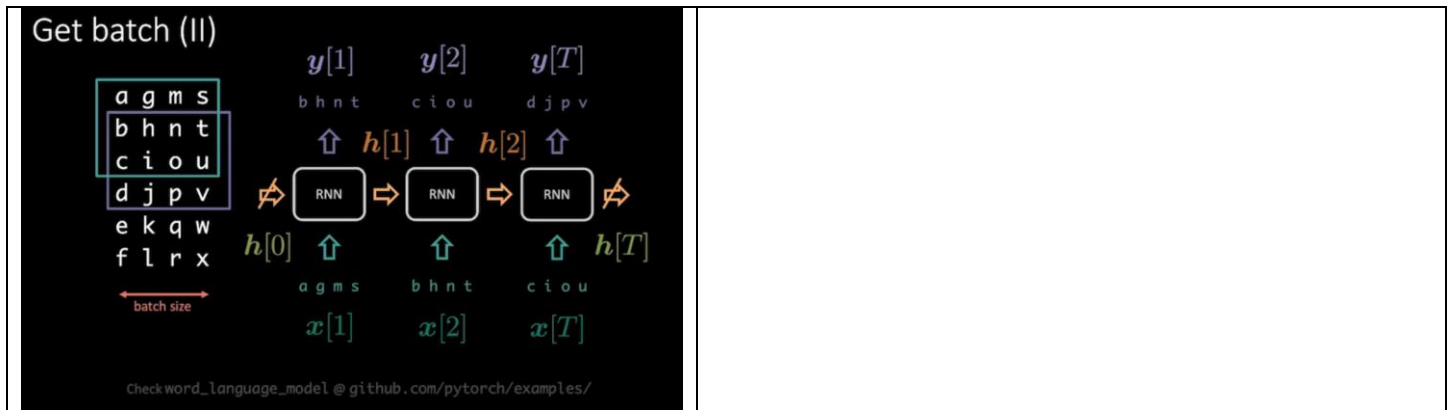 Get batch (II)
a g m s
b h n t
c i o u
d j p v
e k q w
f l r x
batch size
y[1] y[2] y[T]
b h n t c i o u d j p v
h[1] h[2]
RNN RNN RNN
h[0] h[T]
a g m s b h n t c i o u
x[1] x[2] x[T]
Check word_language_model @ github.com/pytorch/examples/